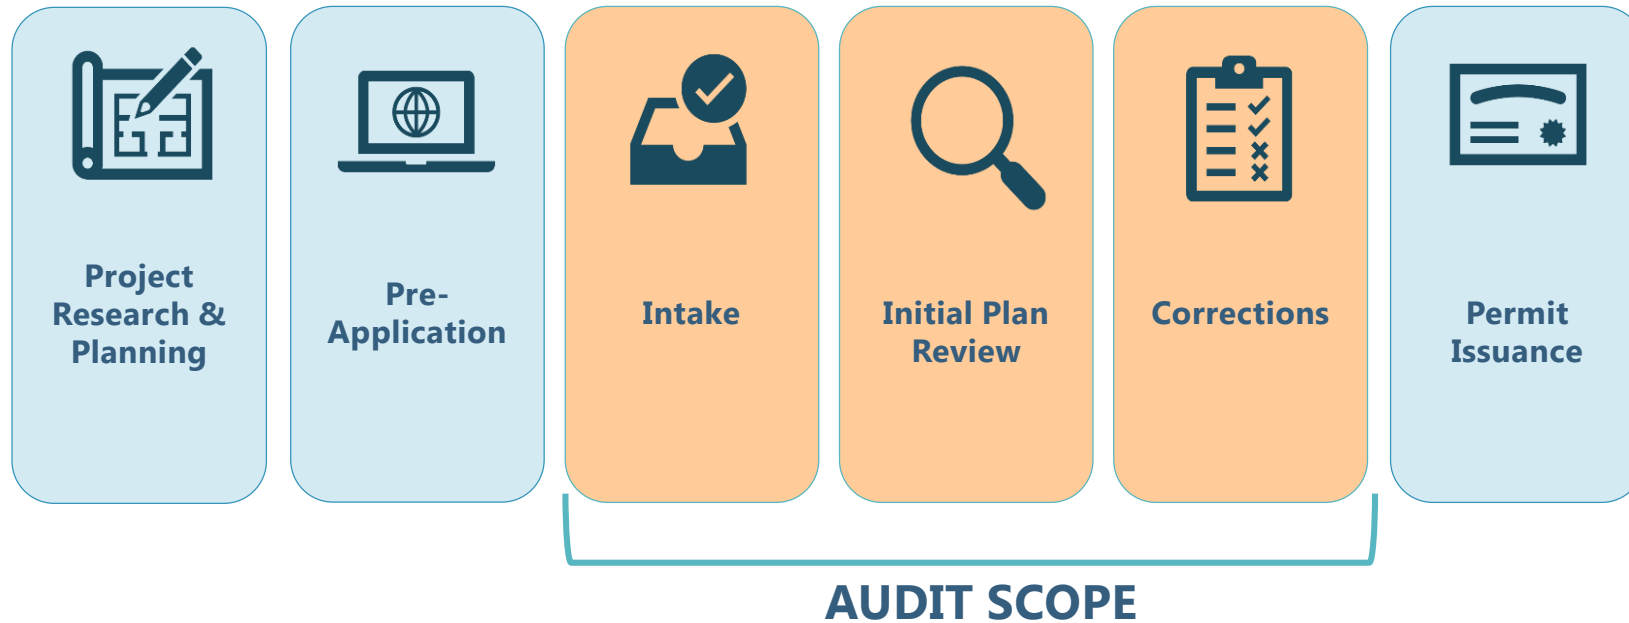 Project
Research &
Planning
Pre-
Application
Intake
Initial Plan
Review
Corrections
Permit
Issuance
AUDIT SCOPE